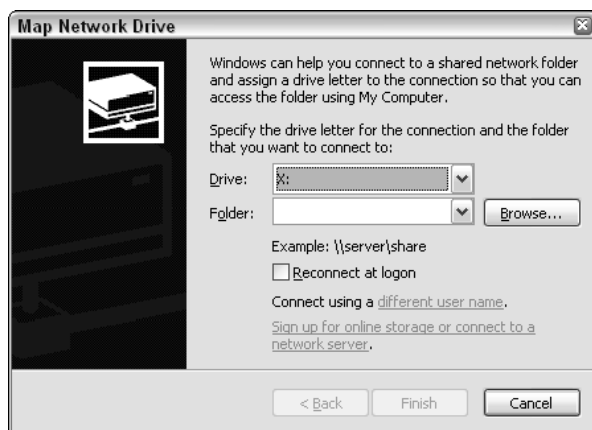 Map Network Drive
Windows can help you connect to a shared network folder
and assign a drive letter to the connection so that you can
access the folder using My Computer.
Specify the drive letter for the connection and the folder
that you want to connect to:
Drive: X:
Folder: Browse...
Example: \\server\share
Reconnect at logon
Connect using a different user name.
Sign up for online storage or connect to a
network server.
< Back Finish Cancel